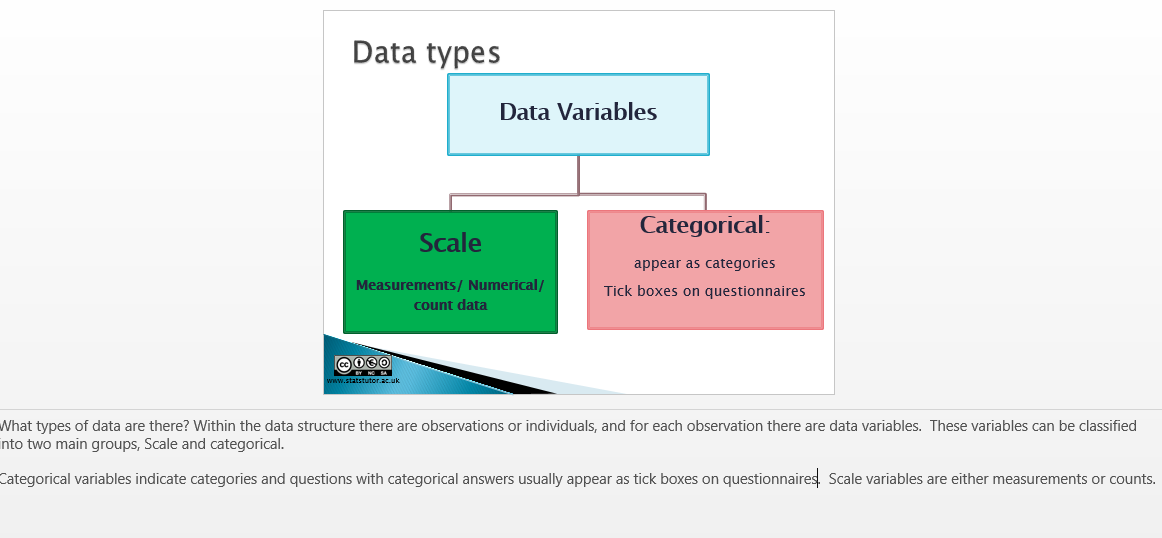 Data types
Data Variables
Scale
Measurements/ Numerical/
count data
Categorical:
appear as categories
Tick boxes on questionnaires
cc
BY NC SA
www.statstutor.ac.uk
What types of data are there? Within the data structure there are observations or individuals, and for each observation there are data variables.  These variables can be classified
into two main groups, Scale and categorical.
Categorical variables indicate categories and questions with categorical answers usually appear as tick boxes on questionnaires.  Scale variables are either measurements or counts.